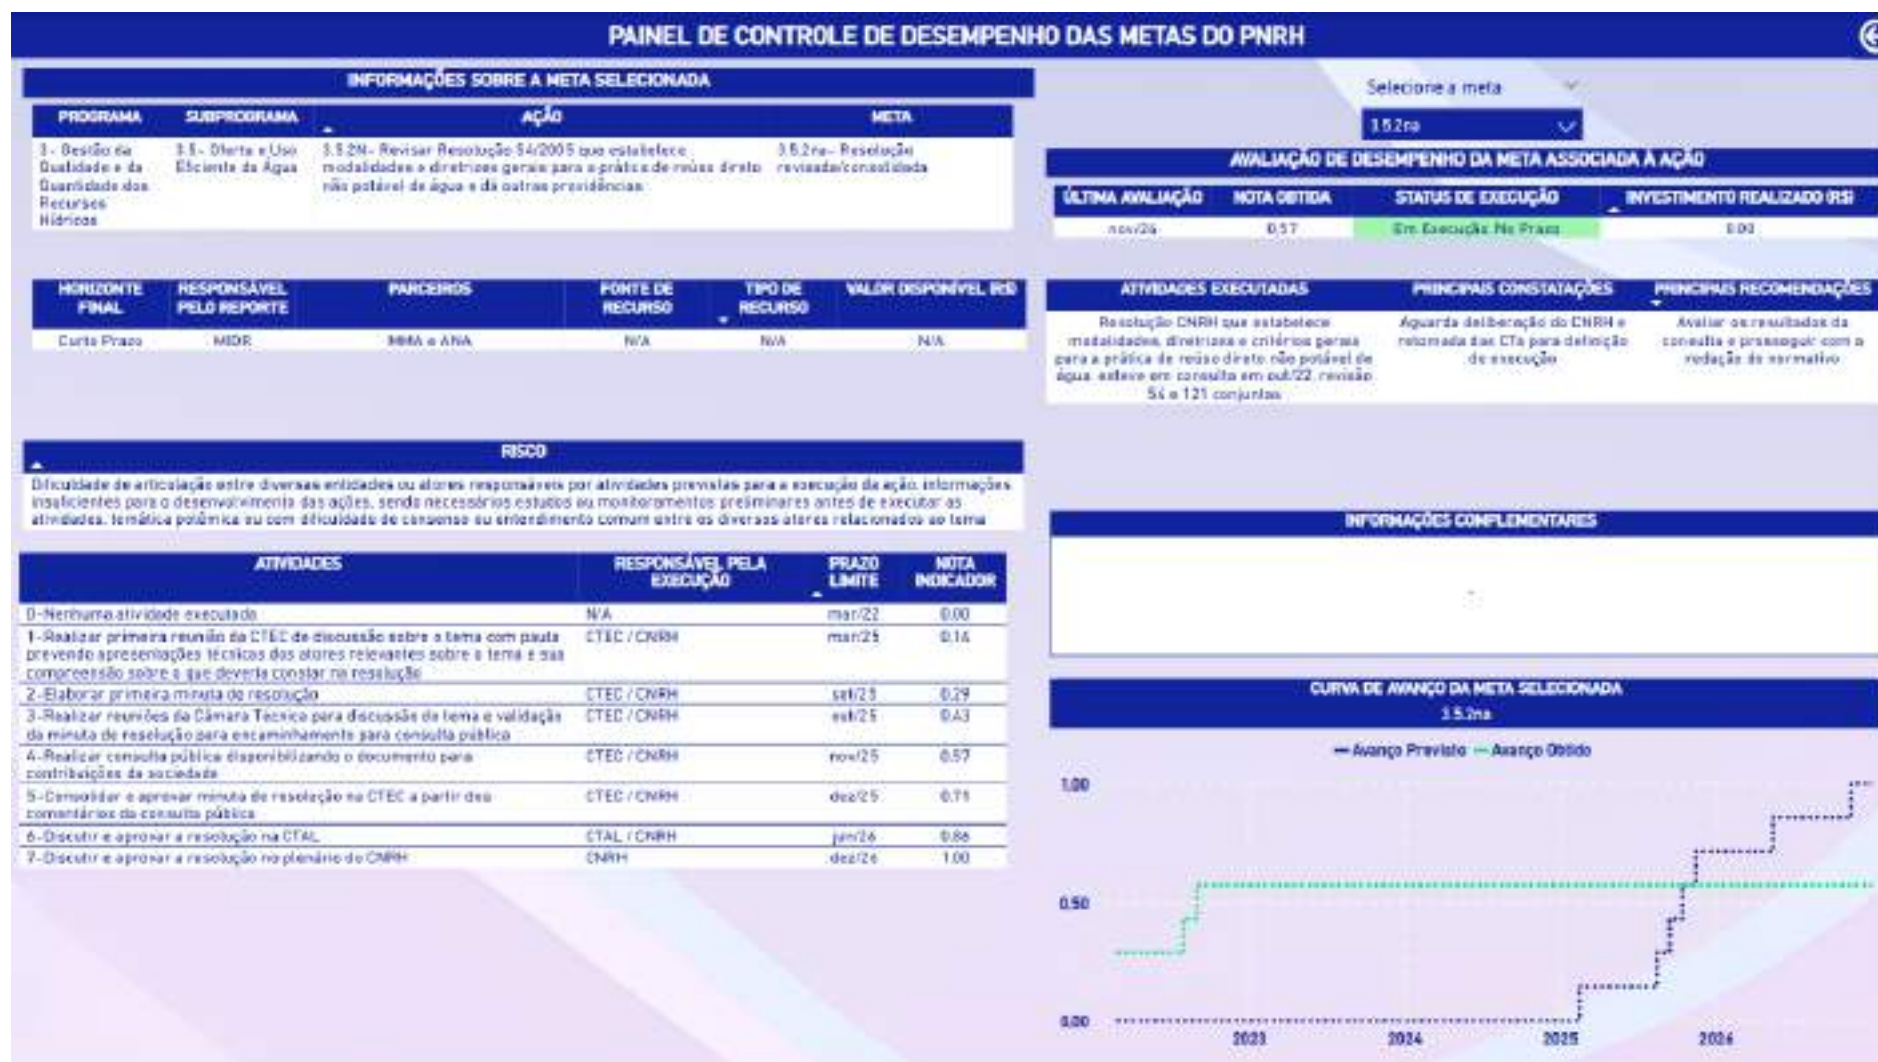 PAINEL DE CONTROLE DE DESEMPENHO DAS METAS DO PNRH
INFORMAÇÕES SOBRE A META SELECIONADA
PROGRAMA SUBPROGRAMA AÇÃO META
3- Gestão da Qualidade e da Quantidade dos Recursos Hídricos
3.5- Oferta e Uso Eficiente da Água
3.5.2N- Revisar Resolução 54/2005 que estabelece
modalidades e diretrizes gerais para a prática de reúso direto
não potável de água e dá outras providências
3.5.2na- Resolução
revisada/consolidada
HORIZONTE FINAL RESPONSÁVEL PELO REPORTE PARCEIROS FONTE DE RECURSO TIPO DE RECURSO VALOR DISPONÍVEL (R$)
Curto Prazo MIDR MMA e ANA N/A N/A N/A
RISCO
Dificuldade de articulação entre diversas entidades ou atores responsáveis por atividades previstas para a execução da ação, informações
insuficientes para o desenvolvimento das ações, sendo necessários estudos ou monitoramentos preliminares antes de executar as
atividades, temática polêmica ou com dificuldade de consenso ou entendimento comum entre os diversos atores relacionados ao tema
ATIVIDADES RESPONSÁVEL PELA EXECUÇÃO PRAZO LIMITE NOTA INDICADOR
0-Nenhuma atividade executada N/A mar/22 0.00
1-Realizar primeira reunião da CTEC de discussão sobre o tema com pauta CTEC / CNRH mar/25 0.14
prevendo apresentações técnicas dos atores relevantes sobre o tema e sua
compreensão sobre o que deveria constar na resolução
2-Elaborar primeira minuta de resolução CTEC / CNRH set/25 0.29
3-Realizar reuniões da Câmara Técnica para discussão do tema e validação CTEC / CNRH out/25 0.43
da minuta de resolução para encaminhamento para consulta pública
4-Realizar consulta pública disponibilizando o documento para CTEC / CNRH nov/25 0.57
contribuições da sociedade
5-Consolidar e aprovar minuta de resolução na CTEC a partir dos CTEC / CNRH dez/25 0.71
comentários da consulta pública
6-Discutir e aprovar a resolução na CTAL CTAL / CNRH jun/26 0.86
7-Discutir e aprovar a resolução no plenário do CNRH CNRH dez/26 1.00
Selecione a meta
3.5.2na
AVALIAÇÃO DE DESEMPENHO DA META ASSOCIADA À AÇÃO
ÚLTIMA AVALIAÇÃO NOTA OBTIDA STATUS DE EXECUÇÃO INVESTIMENTO REALIZADO (R$)
0,57 Em Execução No Prazo 0.00
ATIVIDADES EXECUTADAS PRINCIPAIS CONSTATAÇÕES PRINCIPAIS RECOMENDAÇÕES
Resolução CNRH que estabelece
modalidades, diretrizes e critérios gerais
para a prática de reúso direto não potável de
água, esteve em consulta em out/22, revisão
54 e 121 conjuntas
Aguarda deliberação do CNRH e
retomada das CTs para definição
de execução
Avaliar os resultados da
consulta e prosseguir com a
redação do normativo
INFORMAÇÕES COMPLEMENTARES
CURVA DE AVANÇO DA META SELECIONADA
3.5.2na
Avanço Previsto Avanço Obtido
1.00
0.50
0.00
2023 2024 2025 2026